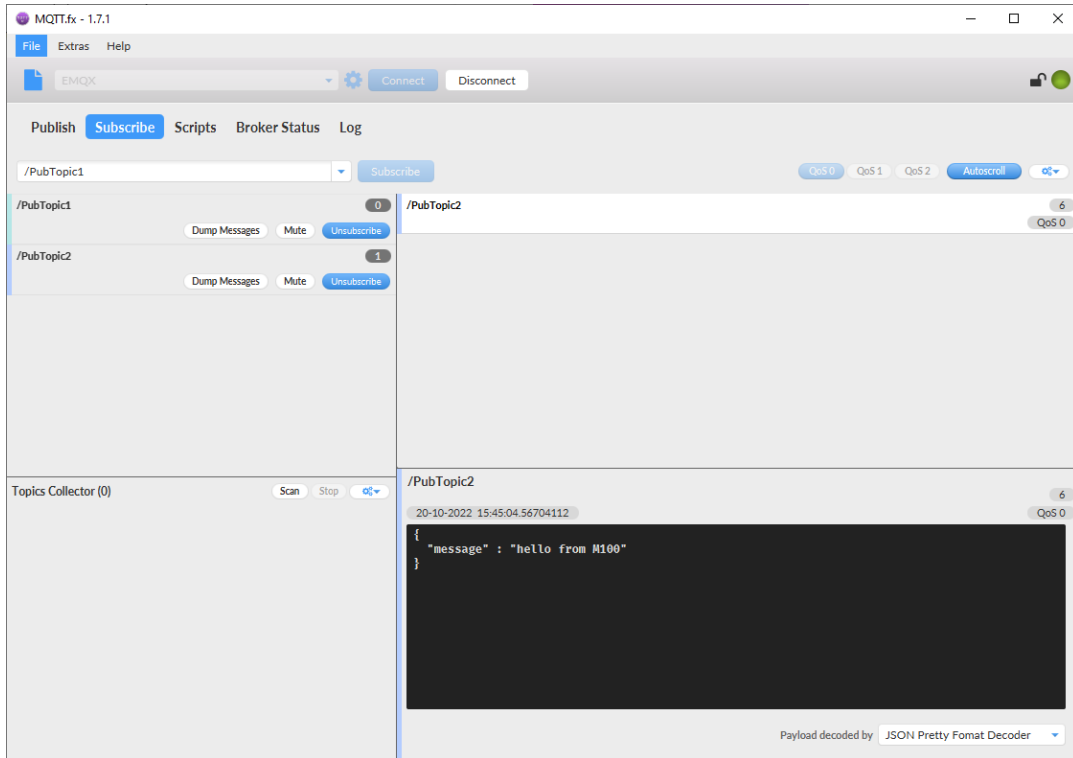 MQTT.fx - 1.7.1
File Extras Help
EMQX Connect Disconnect
Publish Subscribe Scripts Broker Status Log
/PubTopic1 Subscribe QoS 0 QoS 1 QoS 2 Autoscroll
/PubTopic1 0
Dump Messages Mute Unsubscribe
/PubTopic2 1
Dump Messages Mute Unsubscribe
/PubTopic2 6
QoS 0
Topics Collector (0) Scan Stop
/PubTopic2
6
20-10-2022 15:45:04.56704112 QoS 0
{
"message" : "hello from M100"
}
Payload decoded by JSON Pretty Fomat Decoder